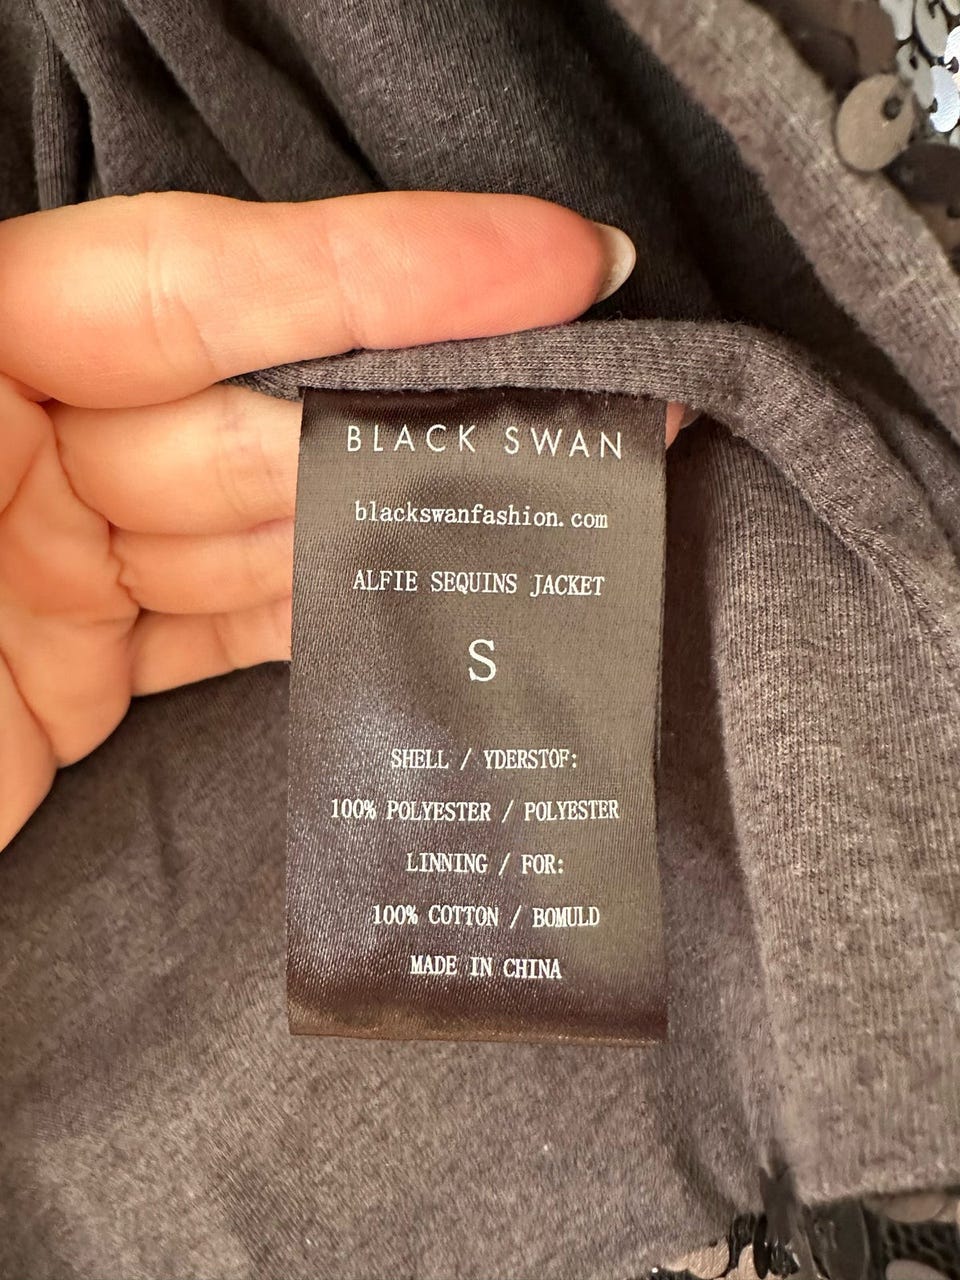 BLACK SWAN
blackswanfashion.com
ALFIE SEQUINS JACKET
S
SHELL / YDERSTOF:
100% POLYESTER / POLYESTER
LINNING / FOR:
100% COTTON / BOMULD
MADE IN CHINA